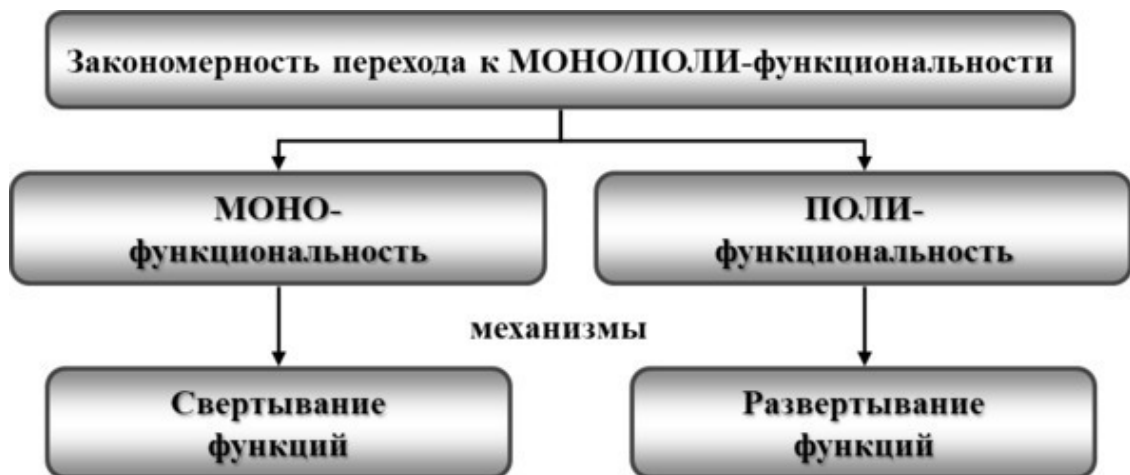 Закономерность перехода к МОНО/ПОЛИ-функциональности
МОНО-
функциональность
ПОЛИ-
функциональность
механизмы
Свертывание
функций
Развертывание
функций